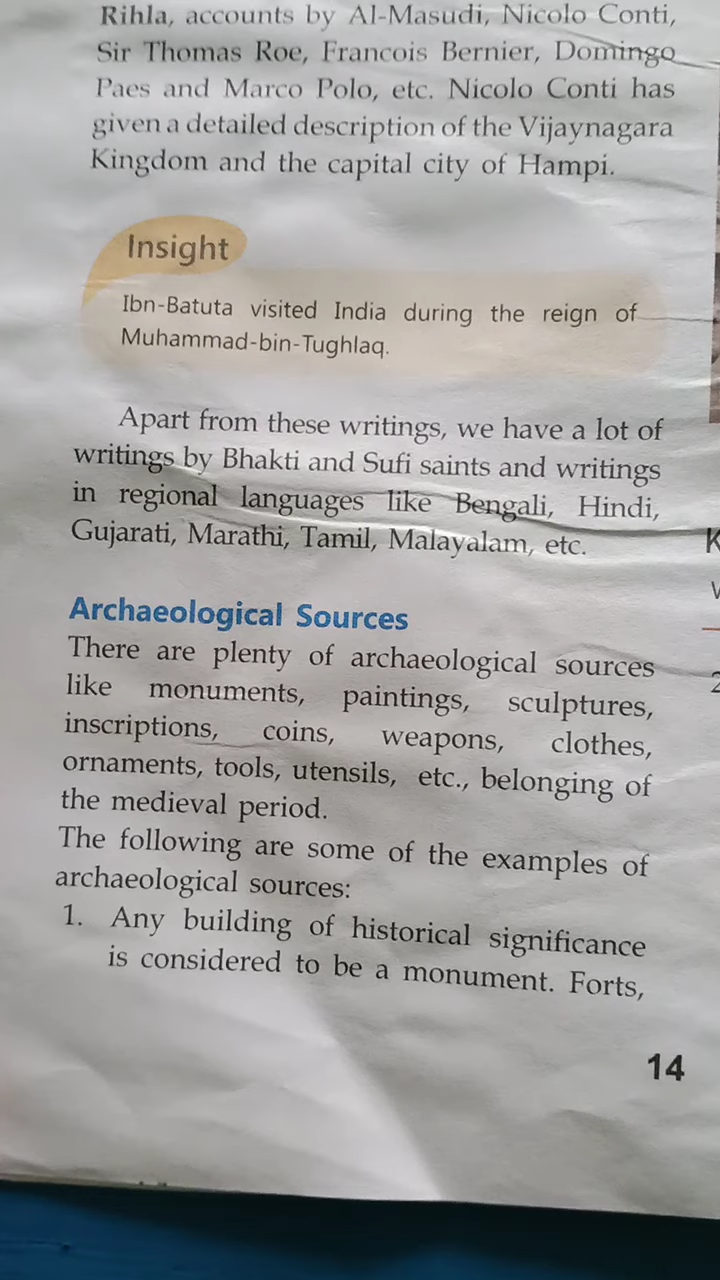 Rihla, accounts by Al-Masudi, Nicolo Conti,
Sir Thomas Roe, Francois Bernier, Domingo
Paes and Marco Polo, etc. Nicolo Conti has
given a detailed description of the Vijaynagara
Kingdom and the capital city of Hampi.
Insight
Ibn-Batuta visited India during the reign of
Muhammad-bin-Tughlaq.
Apart from these writings, we have a lot of
writings by Bhakti and Sufi saints and writings
in regional languages like Bengali, Hindi,
Gujarati, Marathi, Tamil, Malayalam, etc.
Archaeological Sources
There are plenty of archaeological sources
like monuments, paintings, sculptures,
inscriptions, coins, weapons, clothes,
ornaments, tools, utensils, etc., belonging of
the medieval period.
The following are some of the examples of
archaeological sources:
1. Any building of historical significance
is considered to be a monument. Forts,
14